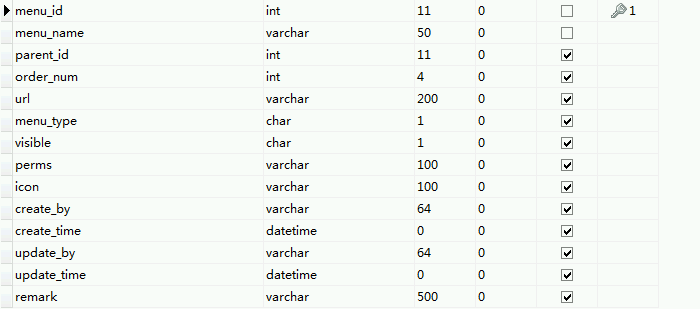 menu_id int 11 0 1
menu_name varchar 50 0
parent_id int 11 0
order_num int 4 0
url varchar 200 0
menu_type char 1 0
visible char 1 0
perms varchar 100 0
icon varchar 100 0
create_by varchar 64 0
create_time datetime 0 0
update_by varchar 64 0
update_time datetime 0 0
remark varchar 500 0